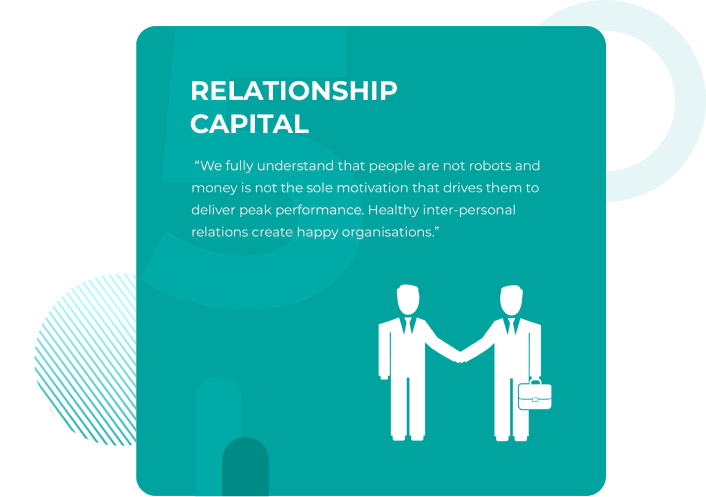 5
RELATIONSHIP
CAPITAL
“We fully understand that people are not robots and
money is not the sole motivation that drives them to
deliver peak performance. Healthy inter-personal
relations create happy organisations.”